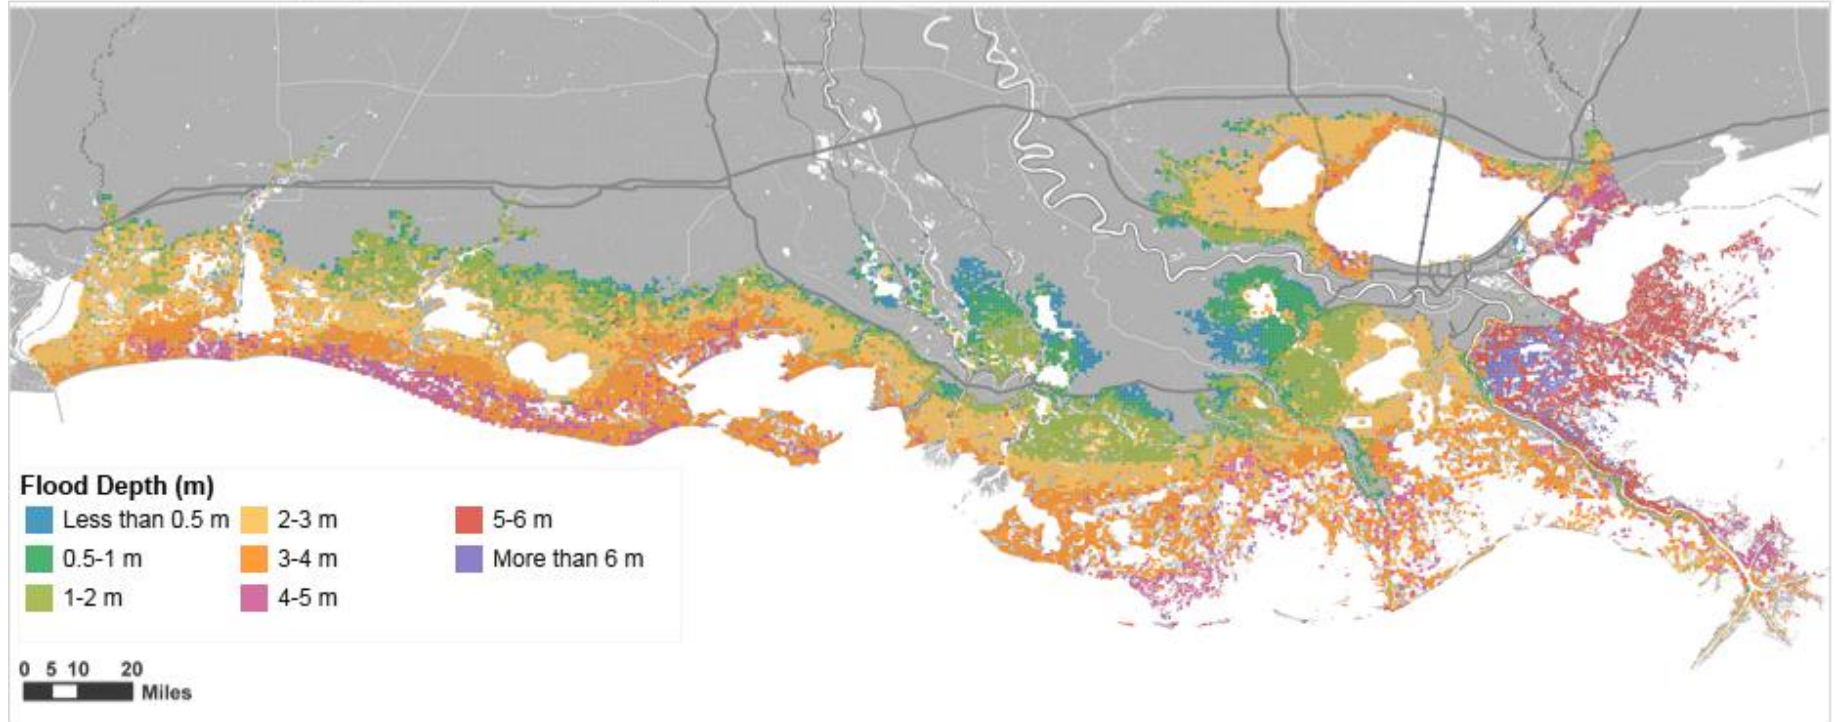 Flood Depth (m)
Less than 0.5 m
0.5-1 m
1-2 m
2-3 m
3-4 m
4-5 m
5-6 m
More than 6 m
0 5 10 20
Miles